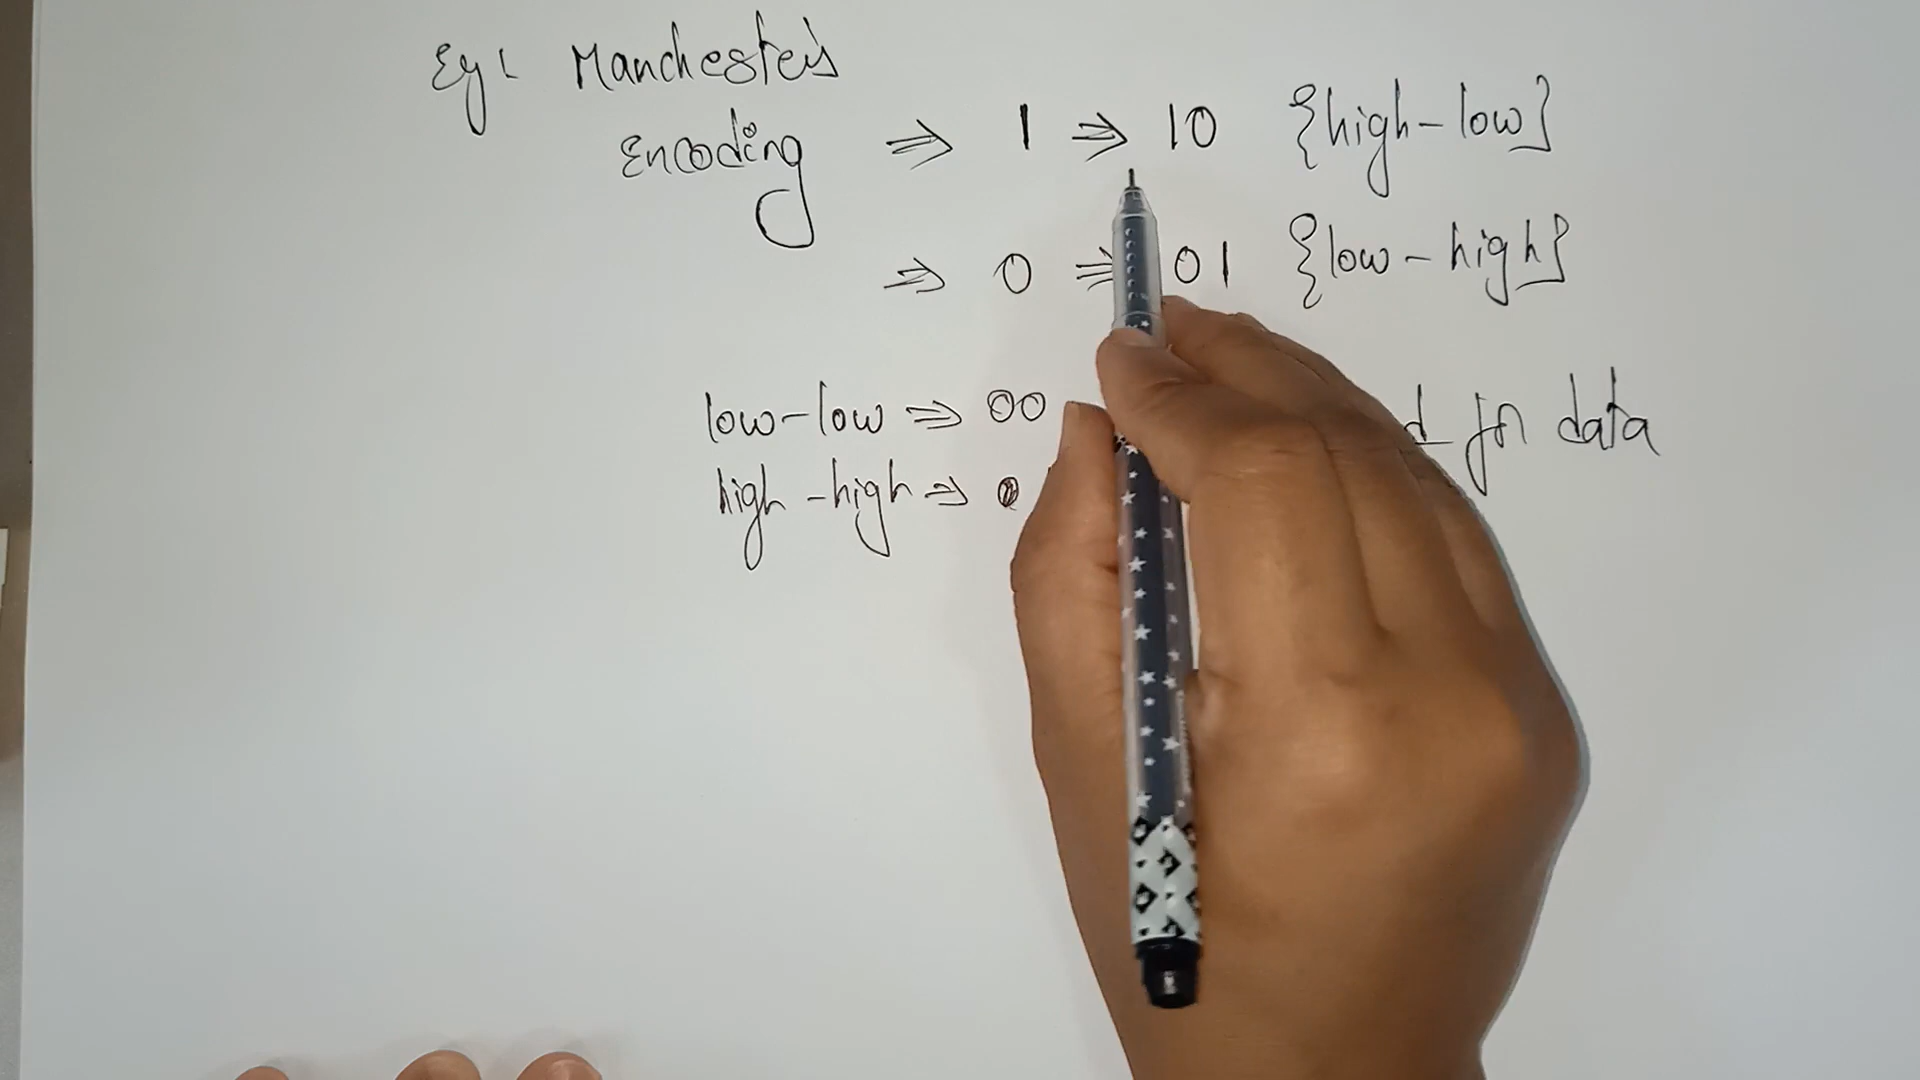 Eg: Manchester's
Encoding ⇒ 1 ⇒ 10 {high-low}
⇒ 0 ⇒ 01 {low-high}
low-low ⇒ 00 for data
high-high ⇒